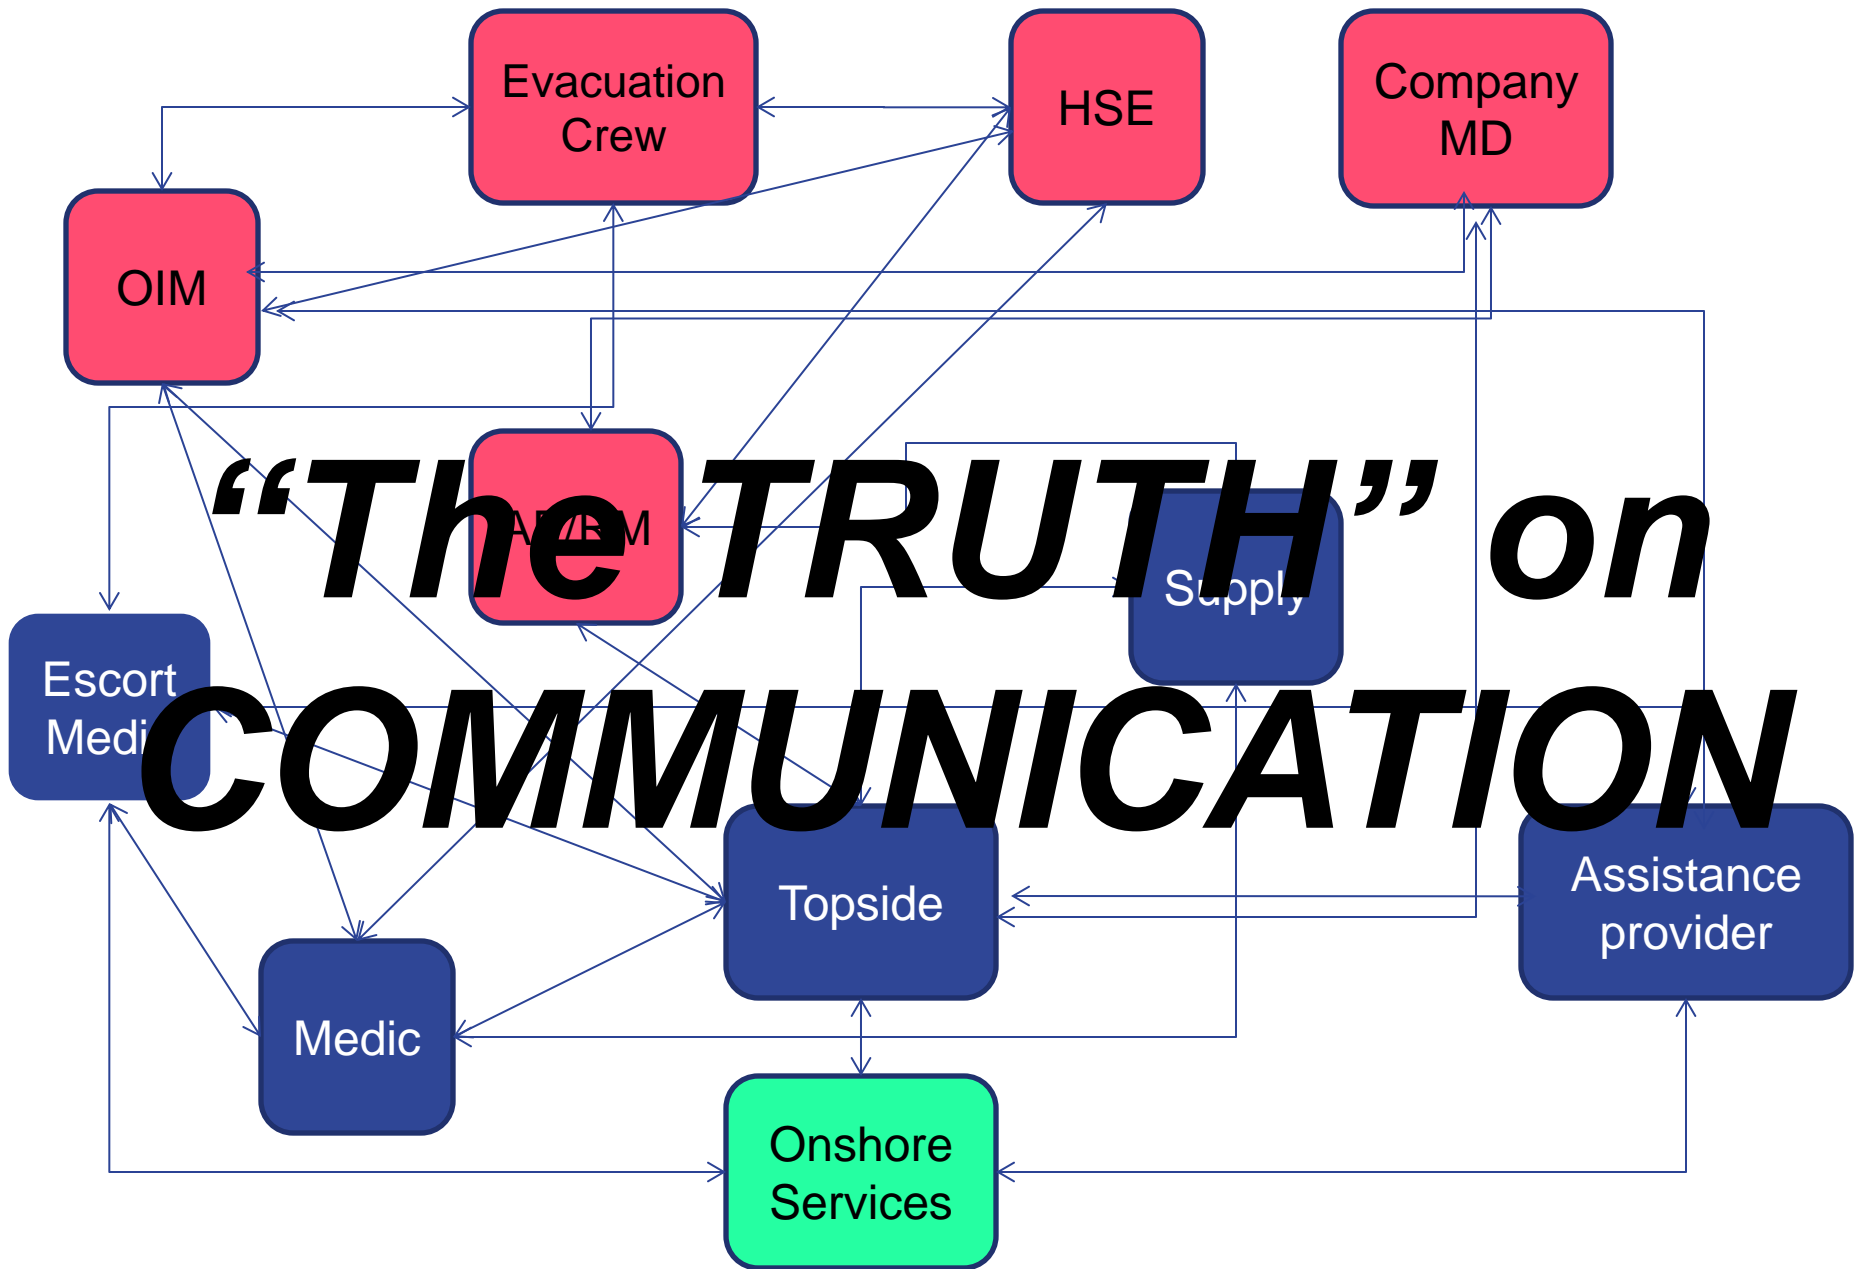 Evacuation
Crew
HSE
Company
MD
OIM
“The TRUTH” on
Supply
Escort
COMMUNICATION
Topside
Assistance
provider
Medic
Onshore
Services